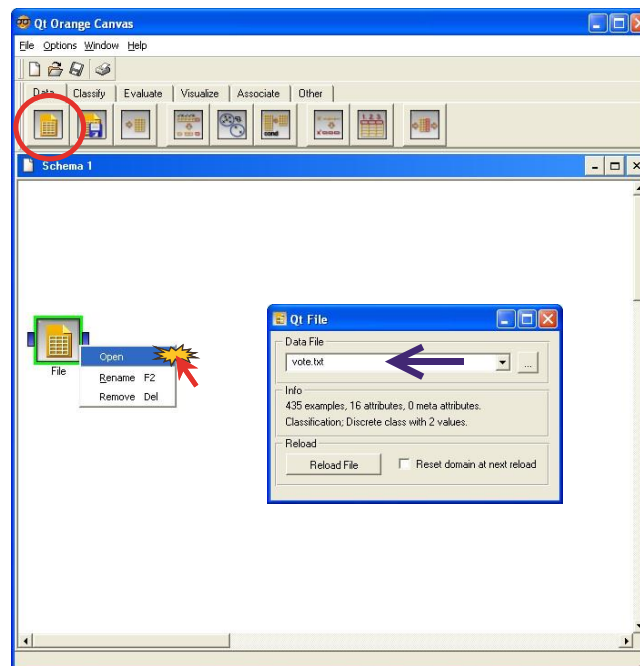 Qt Orange Canvas
File Options Window Help
Data Classify Evaluate Visualize Associate Other
Schema 1
File
Open
Rename F2
Remove Del
Qt File
Data File
vote.txt
...
Info
435 examples, 16 attributes, 0 meta attributes.
Classification; Discrete class with 2 values.
Reload
Reload File Reset domain at next reload